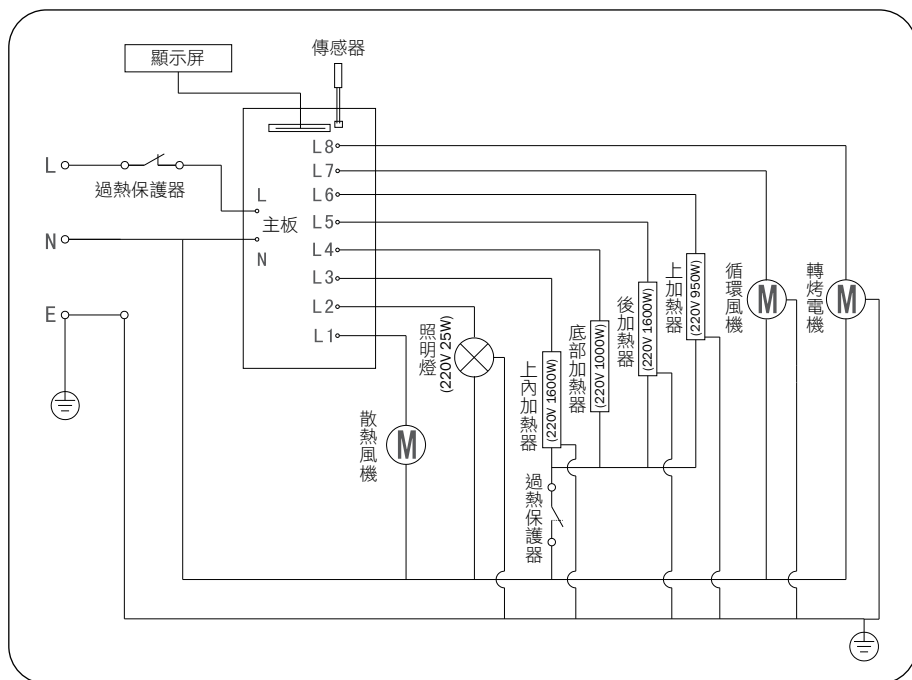 顯示屏
傳感器
L
過熱保護器
N
E
L
主板
N
L8
L7
L6
L5
L4
L3
L2
L1
散熱風機
M
照明燈
(220V 25W)
上內加熱器
(220V 1600W)
過熱保護器
底部加熱器
(220V 1000W)
後加熱器
(220V 1600W)
上加熱器
(220V 950W)
循環風機
M
轉烤電機
M